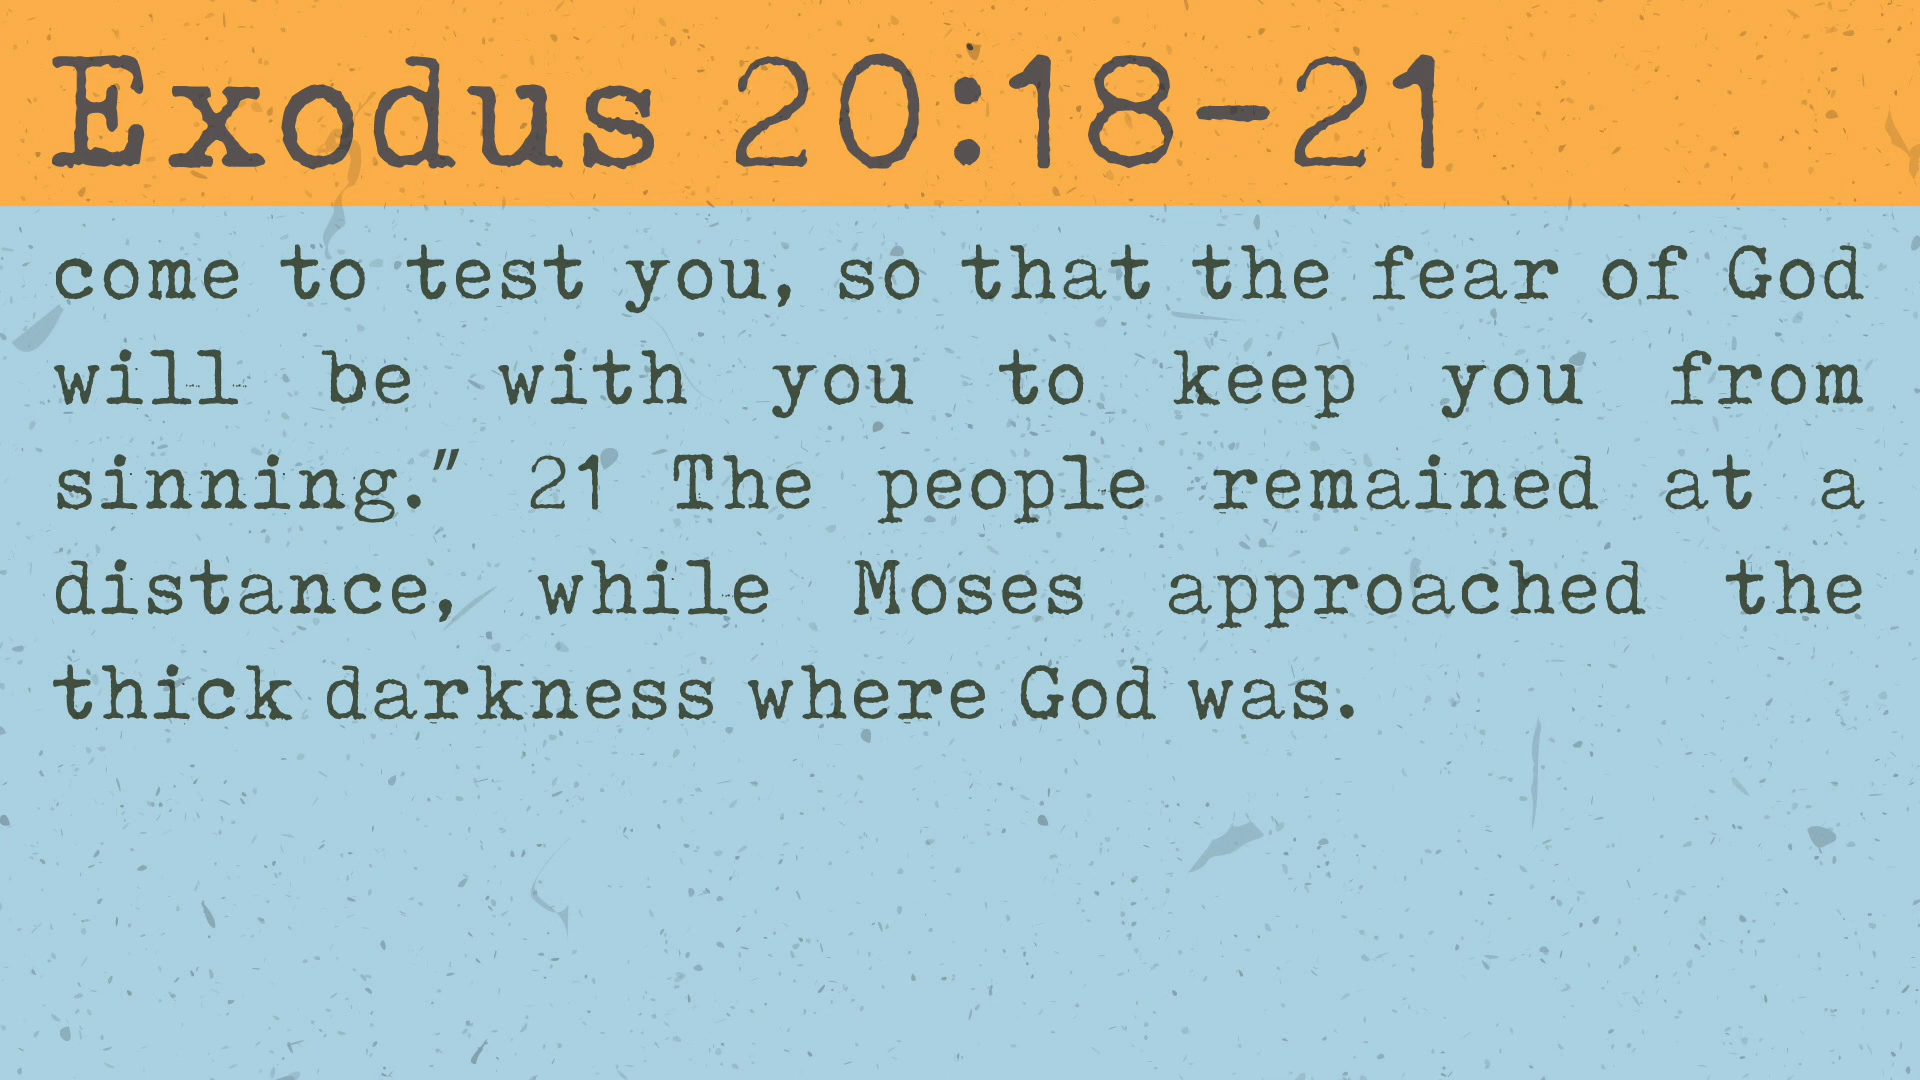 Exodus 20:18-21
come to test you, so that the fear of God
will be with you to keep you from
sinning." 21 The people remained at a
distance, while Moses approached the
thick darkness where God was.